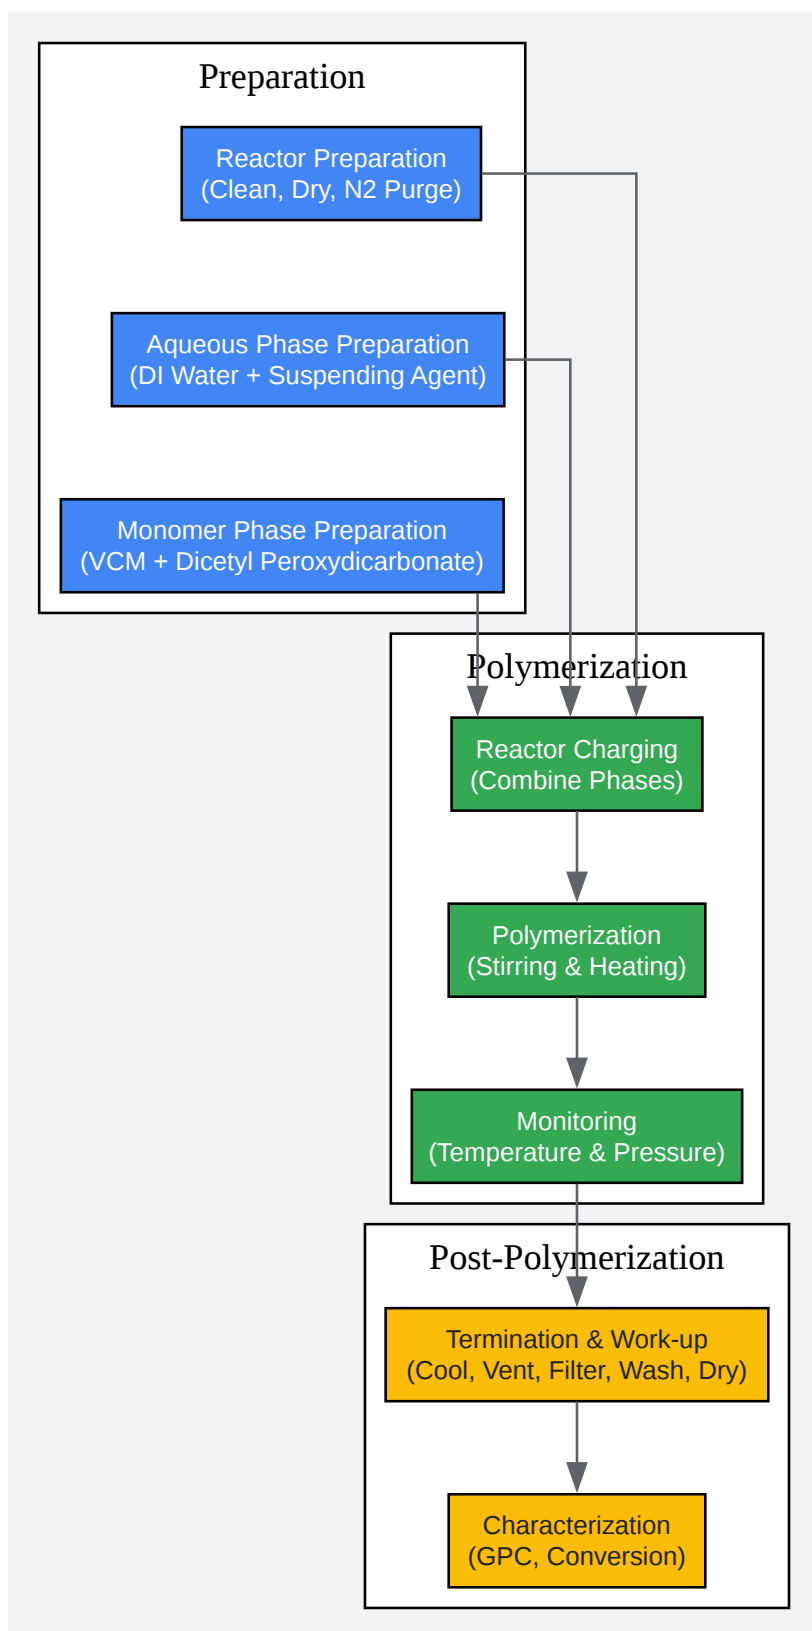 Preparation
Reactor Preparation
(Clean, Dry, N2 Purge)
Aqueous Phase Preparation
(DI Water + Suspending Agent)
Monomer Phase Preparation
(VCM + Dicetyl Peroxydicarbonate)
Polymerization
Reactor Charging
(Combine Phases)
Polymerization
(Stirring & Heating)
Monitoring
(Temperature & Pressure)
Post-Polymerization
Termination & Work-up
(Cool, Vent, Filter, Wash, Dry)
Characterization
(GPC, Conversion)